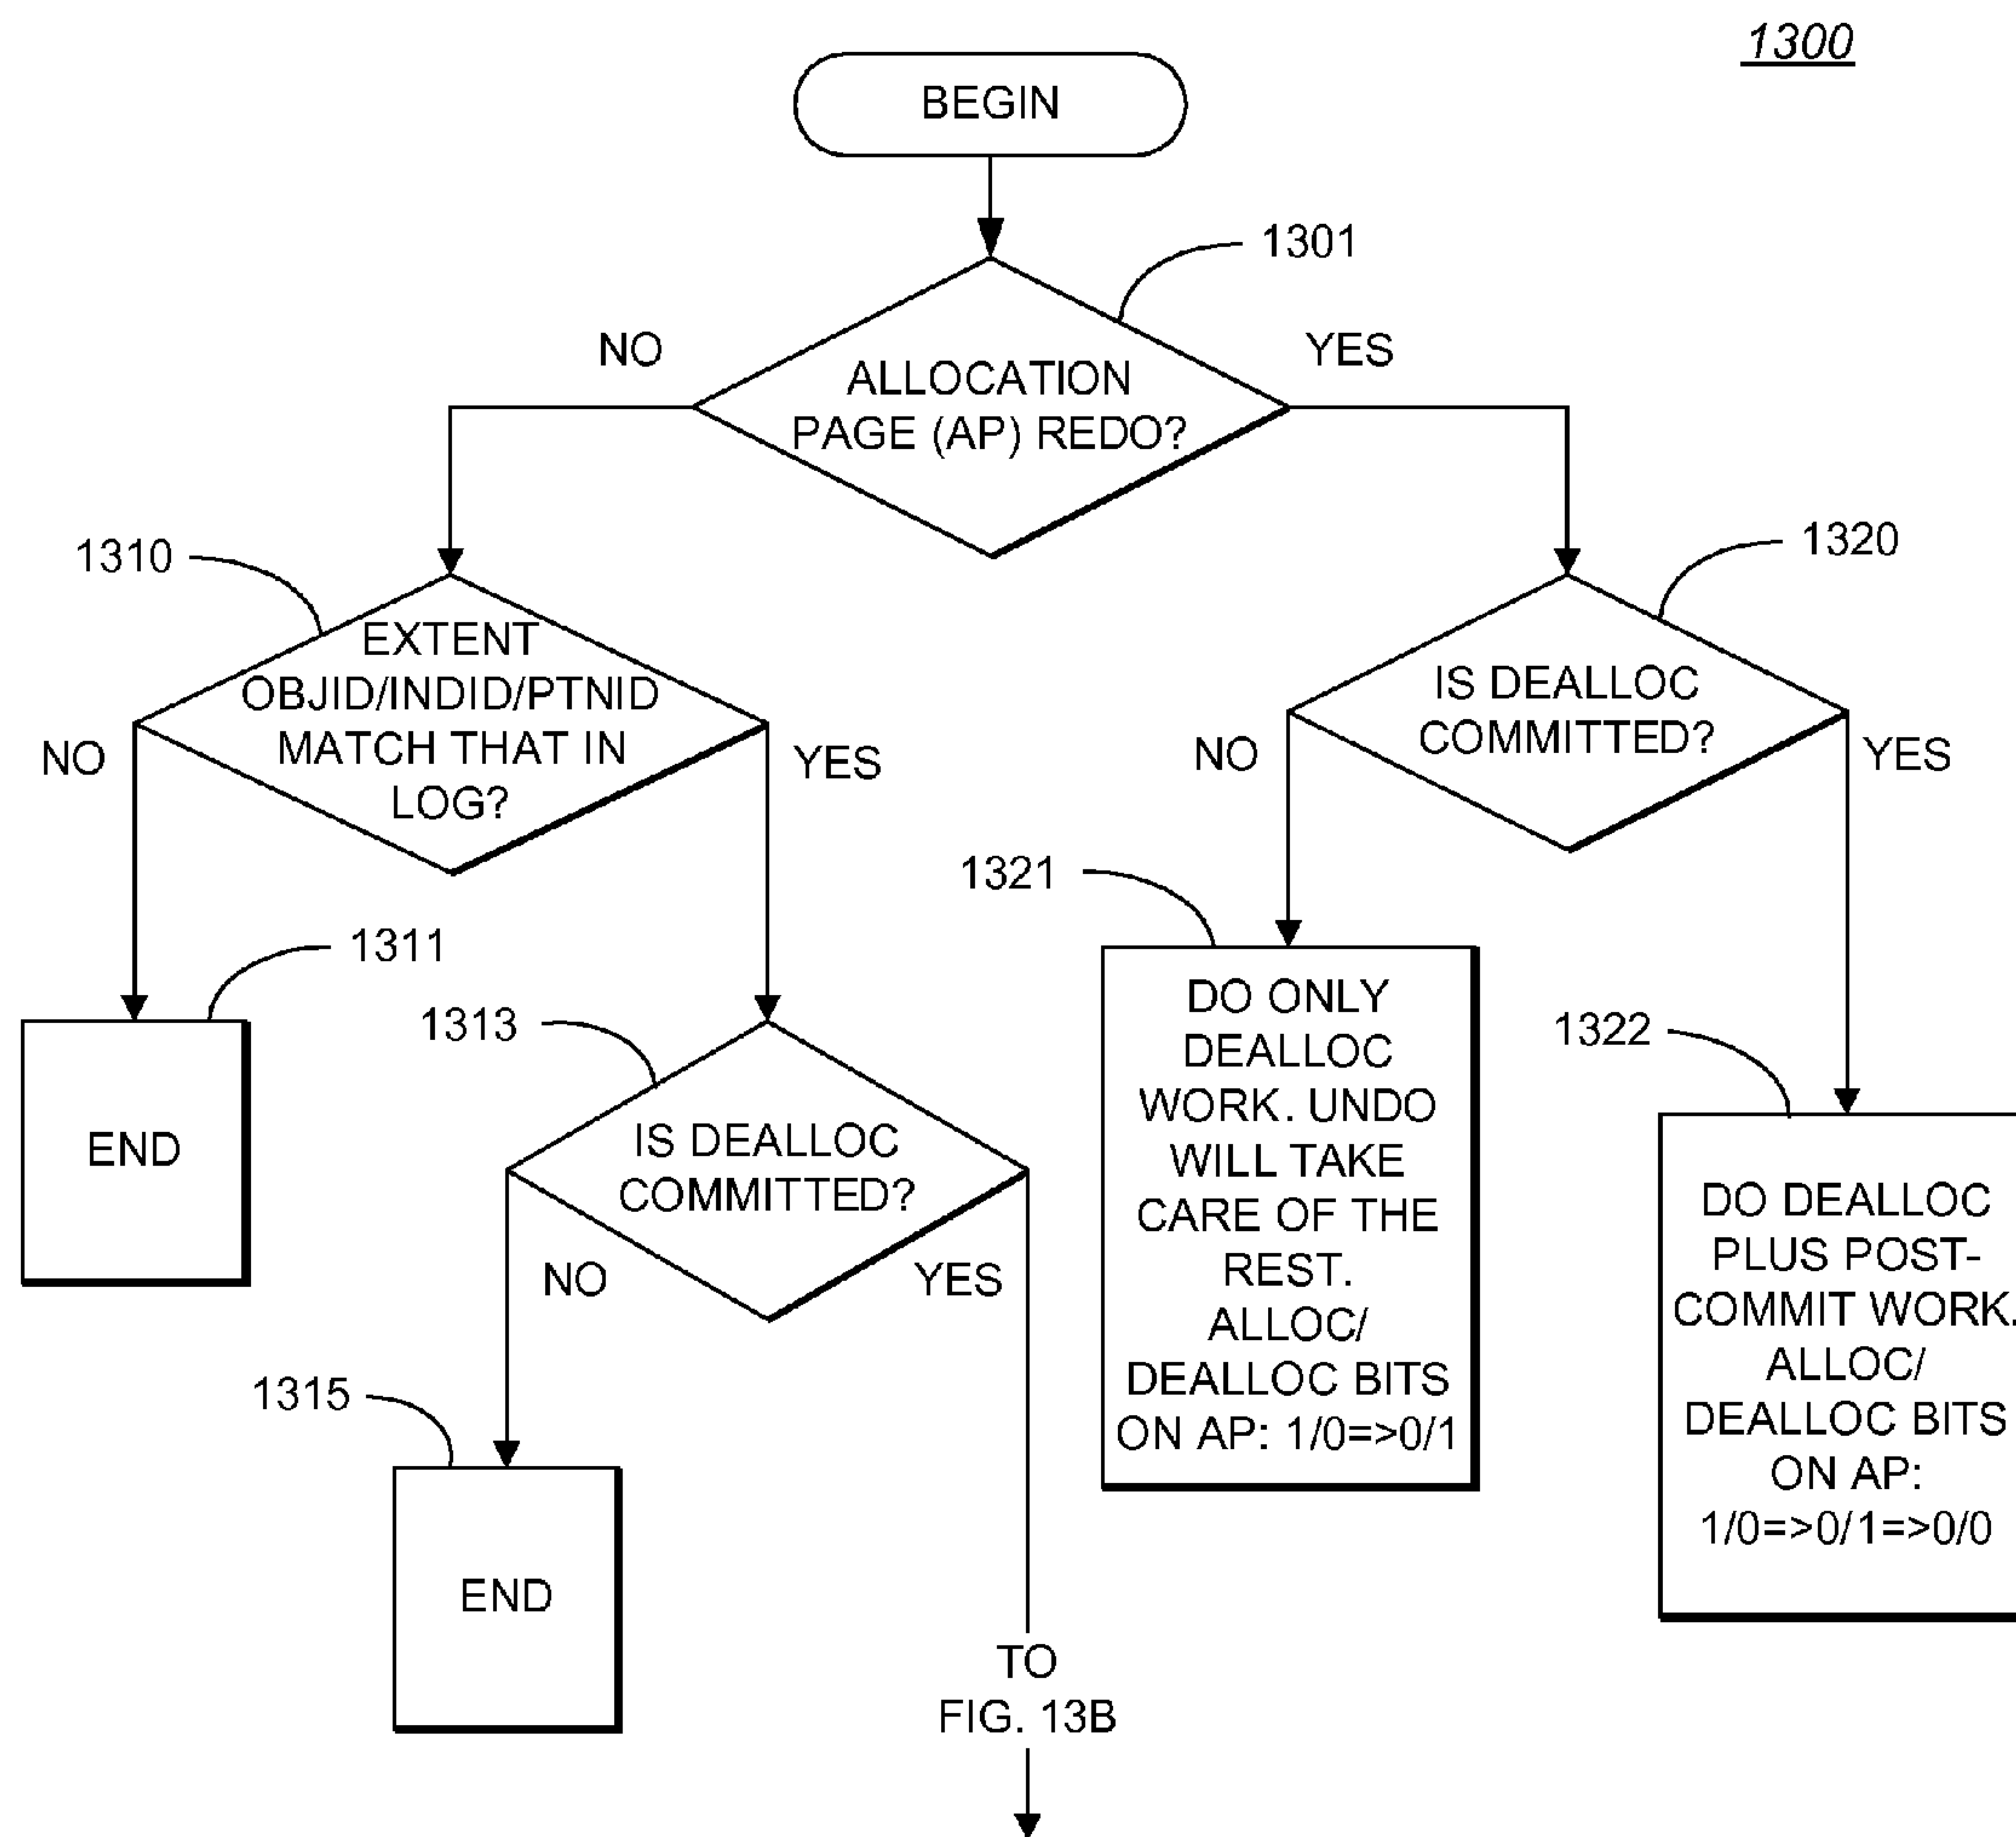 1300
BEGIN
1301
NO
YES
ALLOCATION
PAGE (AP) REDO?
1310
1320
EXTENT
OBJID/INDID/PTNID
MATCH THAT IN
LOG?
NO
YES
IS DEALLOC
COMMITTED?
NO
YES
1321
1311
1313
1322
END
IS DEALLOC
COMMITTED?
NO
YES
DO ONLY
DEALLOC
WORK. UNDO
WILL TAKE
CARE OF THE
REST.
ALLOC/
DEALLOC BITS
ON AP: 1/0=>0/1
DO DEALLOC
PLUS POST-
COMMIT WORK.
ALLOC/
DEALLOC BITS
ON AP:
1/0=>0/1=>0/0
1315
END
TO
FIG. 13B